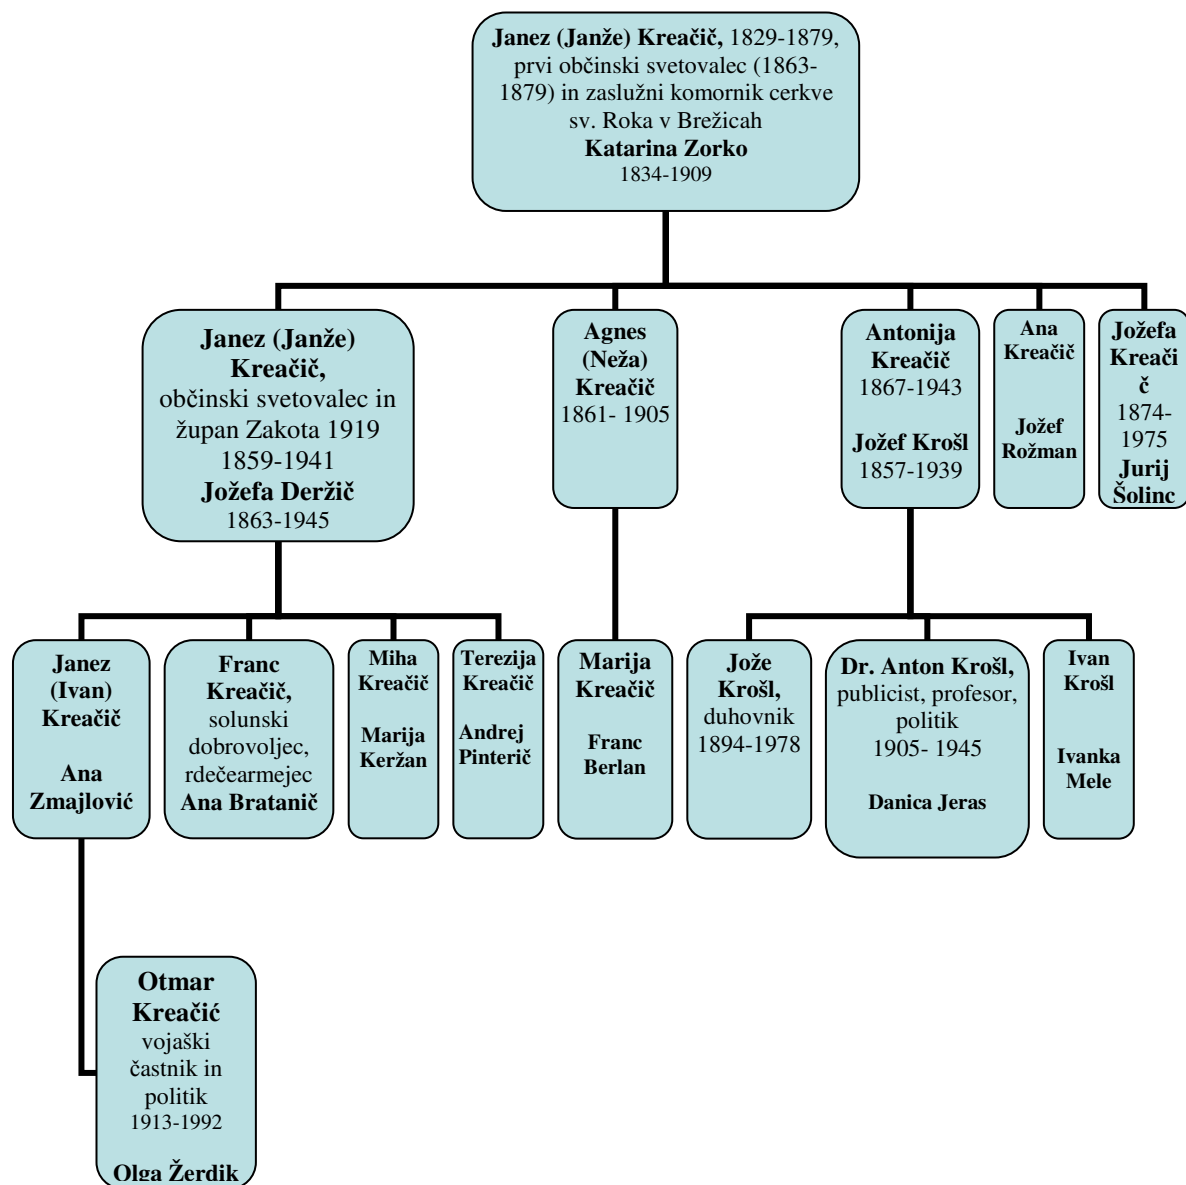 Janez (Janže) Kreačič, 1829-1879,
prvi občinski svetovalec (1863-
1879) in zaslužni komornik cerkve
sv. Roka v Brežicah
Katarina Zorko
1834-1909
Janez (Janže)
Kreačič,
občinski svetovalec in
župan Zakota 1919
1859-1941
Jožefa Deržič
1863-1945
Agnes
(Neža)
Kreačič
1861- 1905
Antonija
Kreačič
1867-1943
Jožef Krošl
1857-1939
Ana
Kreačič
Jožef
Rožman
Jožefa
Kreači
č
1874-
1975
Jurij
Šolinc
Janez
(Ivan)
Kreačič
Ana
Zmajlović
Franc
Kreačič,
solunski
dobrovoljec,
rdečearmejec
Ana Bratanič
Miha
Kreačič
Marija
Keržan
Terezija
Kreačič
Andrej
Pinterič
Marija
Kreačič
Franc
Berlan
Jože
Krošl,
duhovnik
1894-1978
Dr. Anton Krošl,
publicist, profesor,
politik
1905- 1945
Danica Jeras
Ivan
Krošl
Ivanka
Mele
Otmar
Kreačić
vojaški
častnik in
politik
1913-1992
Olga Žerdik